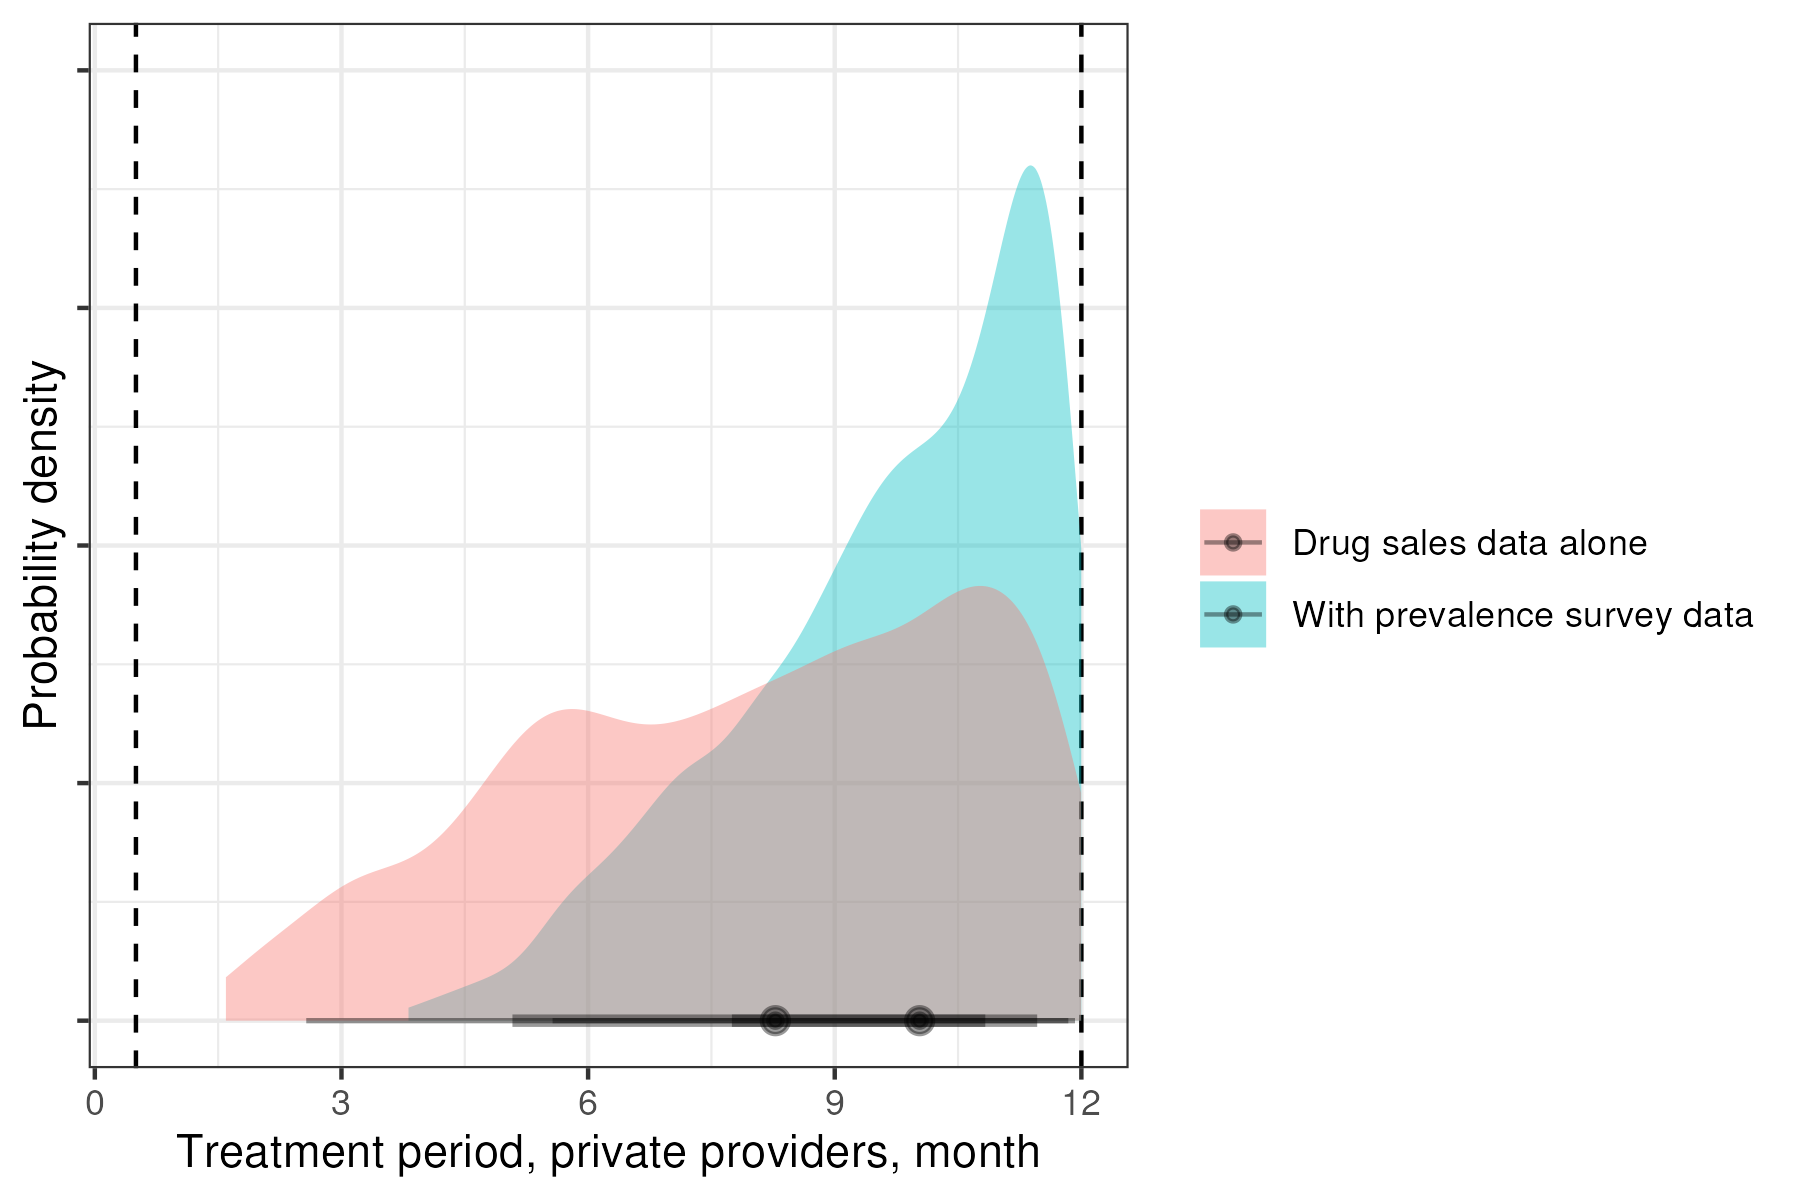 Probability density
0 3 6 9 12
Treatment period, private providers, month
Drug sales data alone
With prevalence survey data